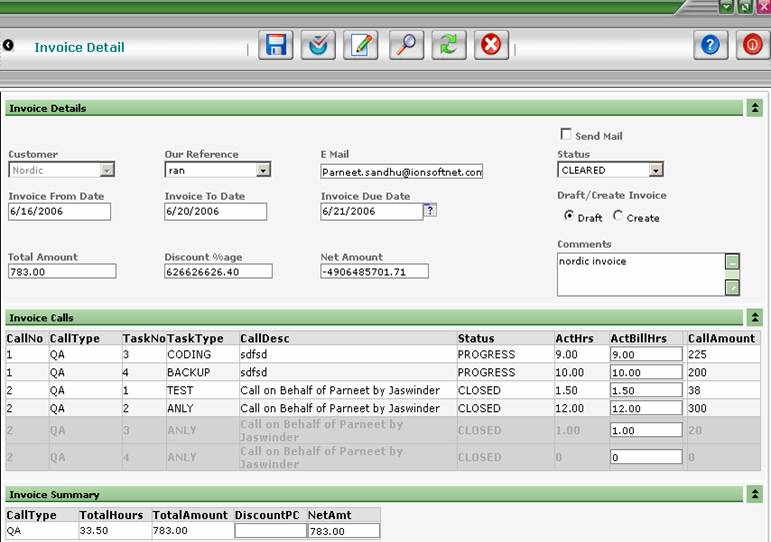 Invoice Detail
Invoice Details
Send Mail
Customer Our Reference E Mail Status
Nordic ran Parneet.sandhu@ionsoftnet.com CLEARED
Invoice From Date Invoice To Date Invoice Due Date Draft/Create Invoice
6/16/2006 6/20/2006 6/21/2006 ? Draft Create
Total Amount Discount %age Net Amount Comments
783.00 626626626.40 -4906485701.71 nordic invoice
Invoice Calls
CallNo CallType TaskNo TaskType CallDesc Status ActHrs ActBillHrs CallAmount
1 QA 3 CODING sdfsd PROGRESS 9.00 9.00 225
1 QA 4 BACKUP sdfsd PROGRESS 10.00 10.00 200
2 QA 1 TEST Call on Behalf of Parneet by Jaswinder CLOSED 1.50 1.50 38
2 QA 2 ANLY Call on Behalf of Parneet by Jaswinder CLOSED 12.00 12.00 300
2 QA 3 ANLY Call on Behalf of Parneet by Jaswinder CLOSED 1.00 1.00 20
2 QA 4 ANLY Call on Behalf of Parneet by Jaswinder CLOSED 0 0 0
Invoice Summary
CallType TotalHours TotalAmount DiscountPC NetAmt
QA 33.50 783.00 783.00